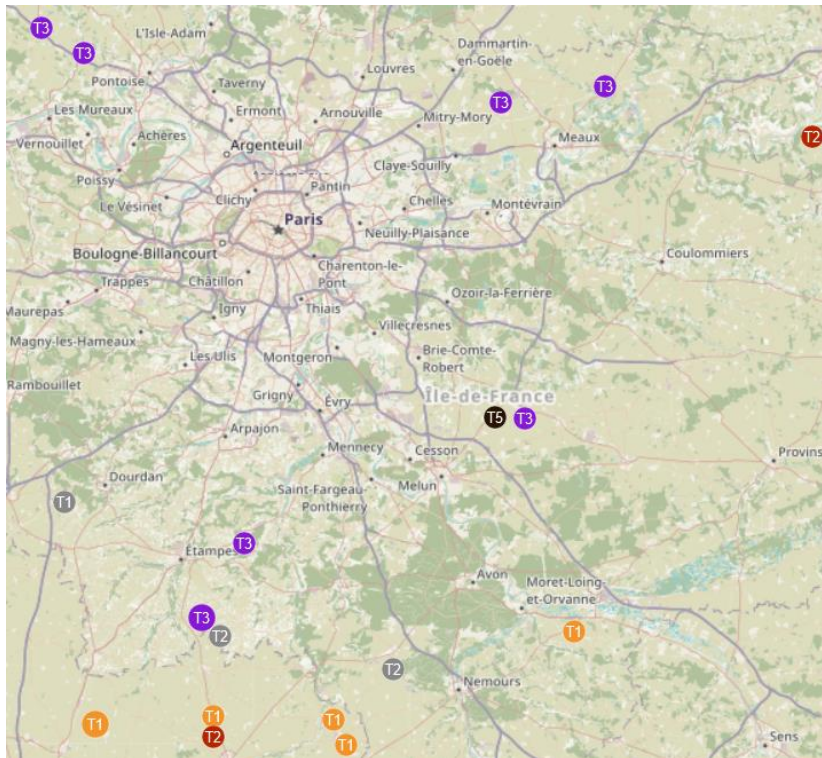 T3
L'Isle-Adam
T3
Dammartin-
en-Goële
Pontoise
Louvres
Taverny
T3
T3
Les Mureaux
Ermont
Arnouville
Mitry-Mory
T2
Vernouillet
Achères
Argenteuil
Meaux
Claye-Souilly
Poissy
Clichy
Pantin
Le Vésinet
Chelles
Montévrain
Paris
Neuilly-Plaisance
Boulogne-Billancourt
Coulommiers
Charenton-le-
Pont
Trappes
Châtillon
Maurepas
Ozoir-la-Ferrière
Igny
Thiais
Magny-les-Hameaux
Villecresnes
Les Ulis
Montgeron
Brie-Comte-
Robert
Rambouillet
Grigny
Île-de-France
Évry
T5
T3
Arpajon
Mennecy
Cesson
Provins
Dourdan
Melun
Saint-Fargeau-
Ponthierry
T1
T3
Étampes
Avon
Moret-Loing-
et-Orvanne
T3
T2
T1
T2
Nemours
T1
T1
T1
T2
T1
Sens